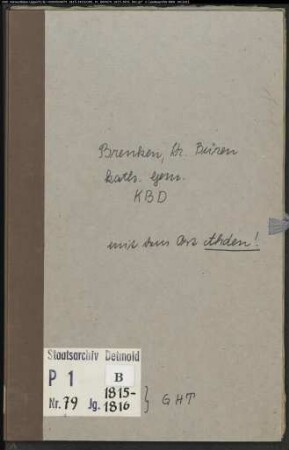 Brenken, Kr. Büren
Kath. Gem.
KBD
mit dem Ort Ahden!
Staatsarchiv Detmold
P 1 B
Nr. 79 Jg. 1815-
1816 } GHT